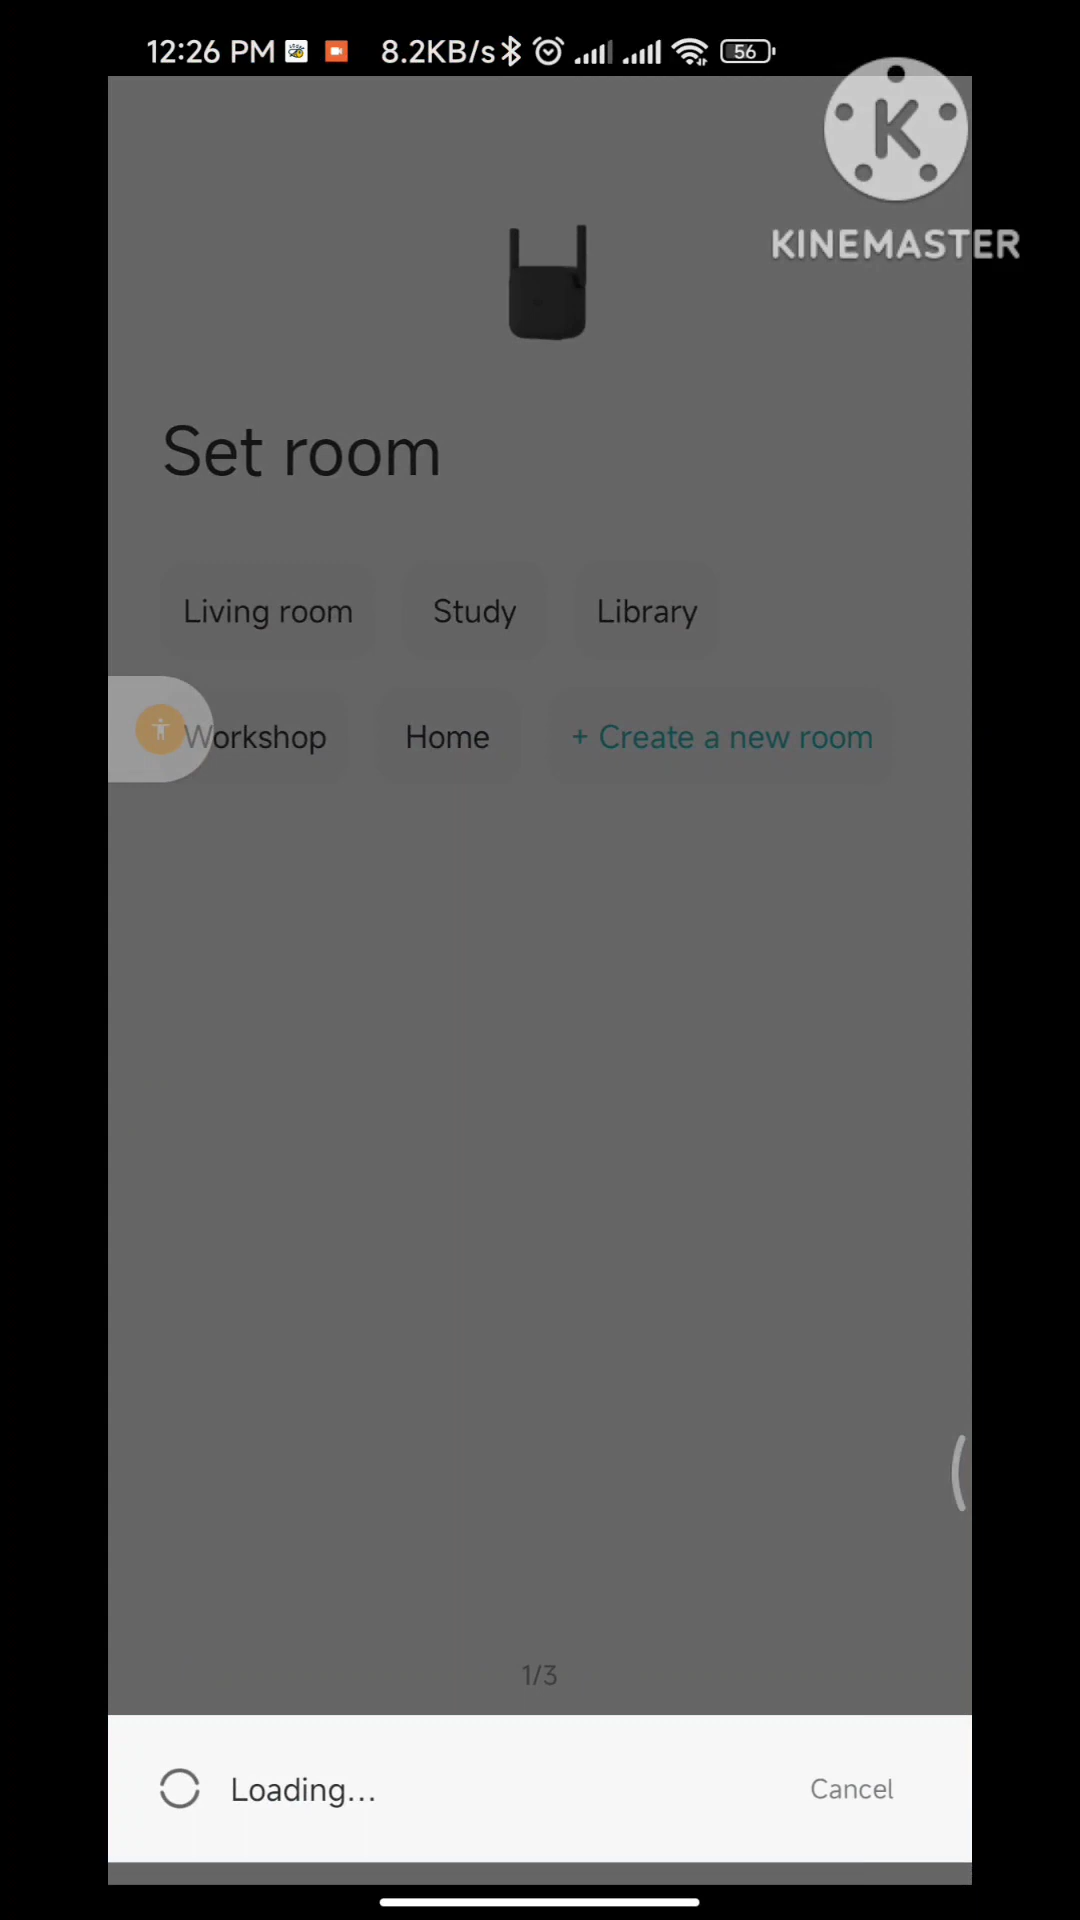 12:26 PM 8.2KB/s 56
K
KINEMASTER
Set room
Living room Study Library
Workshop Home + Create a new room
1/3
Loading... Cancel